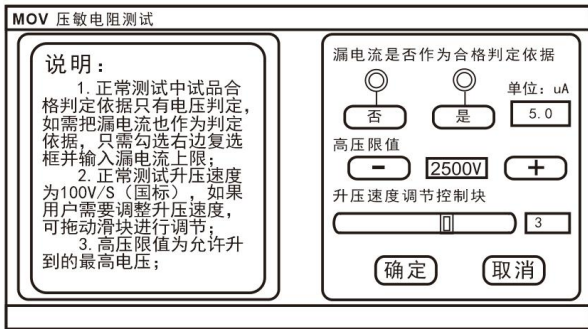 MOV 压敏电阻测试
说明：
1. 正常测试中试品合
格判定依据只有电压判定，
如需把漏电流也作为判定
依据，只需勾选右边复选
框并输入漏电流上限；
2. 正常测试升压速度
为100V/S（国标），如果
用户需要调整升压速度，
可拖动滑块进行调节；
3. 高压限值为允许升
到的最高电压；
漏电流是否作为合格判定依据
单位：uA
否 是 5.0
高压限值
－ 2500V ＋
升压速度调节控制块
3
确定 取消